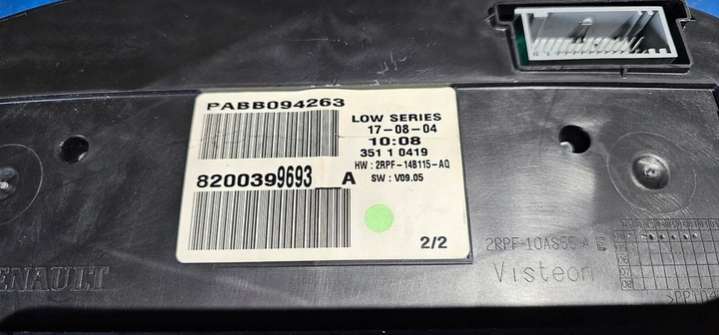 PABB094263
LOW SERIES
17-08-04
10:08
351 1 0419
HW : 2RPF-14B115-AQ
SW : V09.05
8200399693 A
2/2
2RPF-10A855-A
Visteon
RENAULT